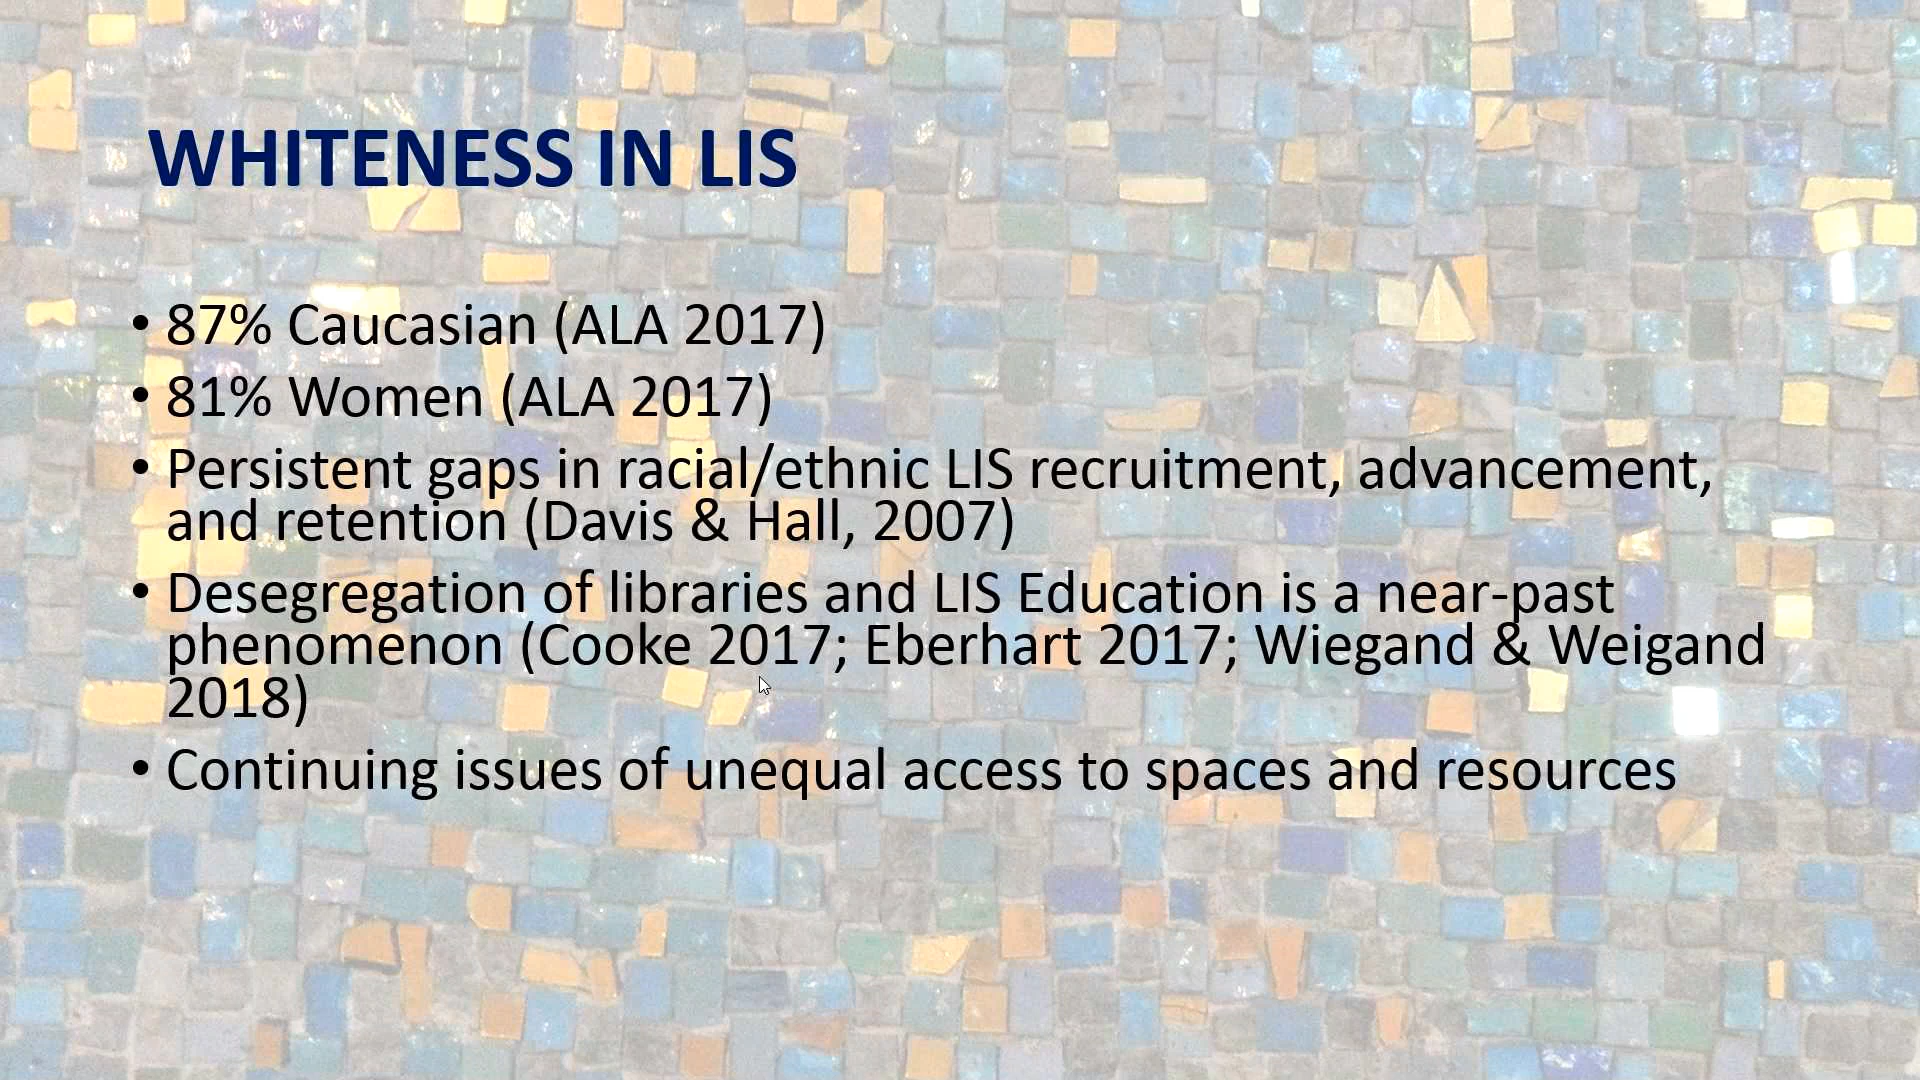 WHITENESS IN LIS
• 87% Caucasian (ALA 2017)
• 81% Women (ALA 2017)
• Persistent gaps in racial/ethnic LIS recruitment, advancement,
and retention (Davis & Hall, 2007)
• Desegregation of libraries and LIS Education is a near-past
phenomenon (Cooke 2017; Eberhart 2017; Wiegand & Weigand
2018)
• Continuing issues of unequal access to spaces and resources